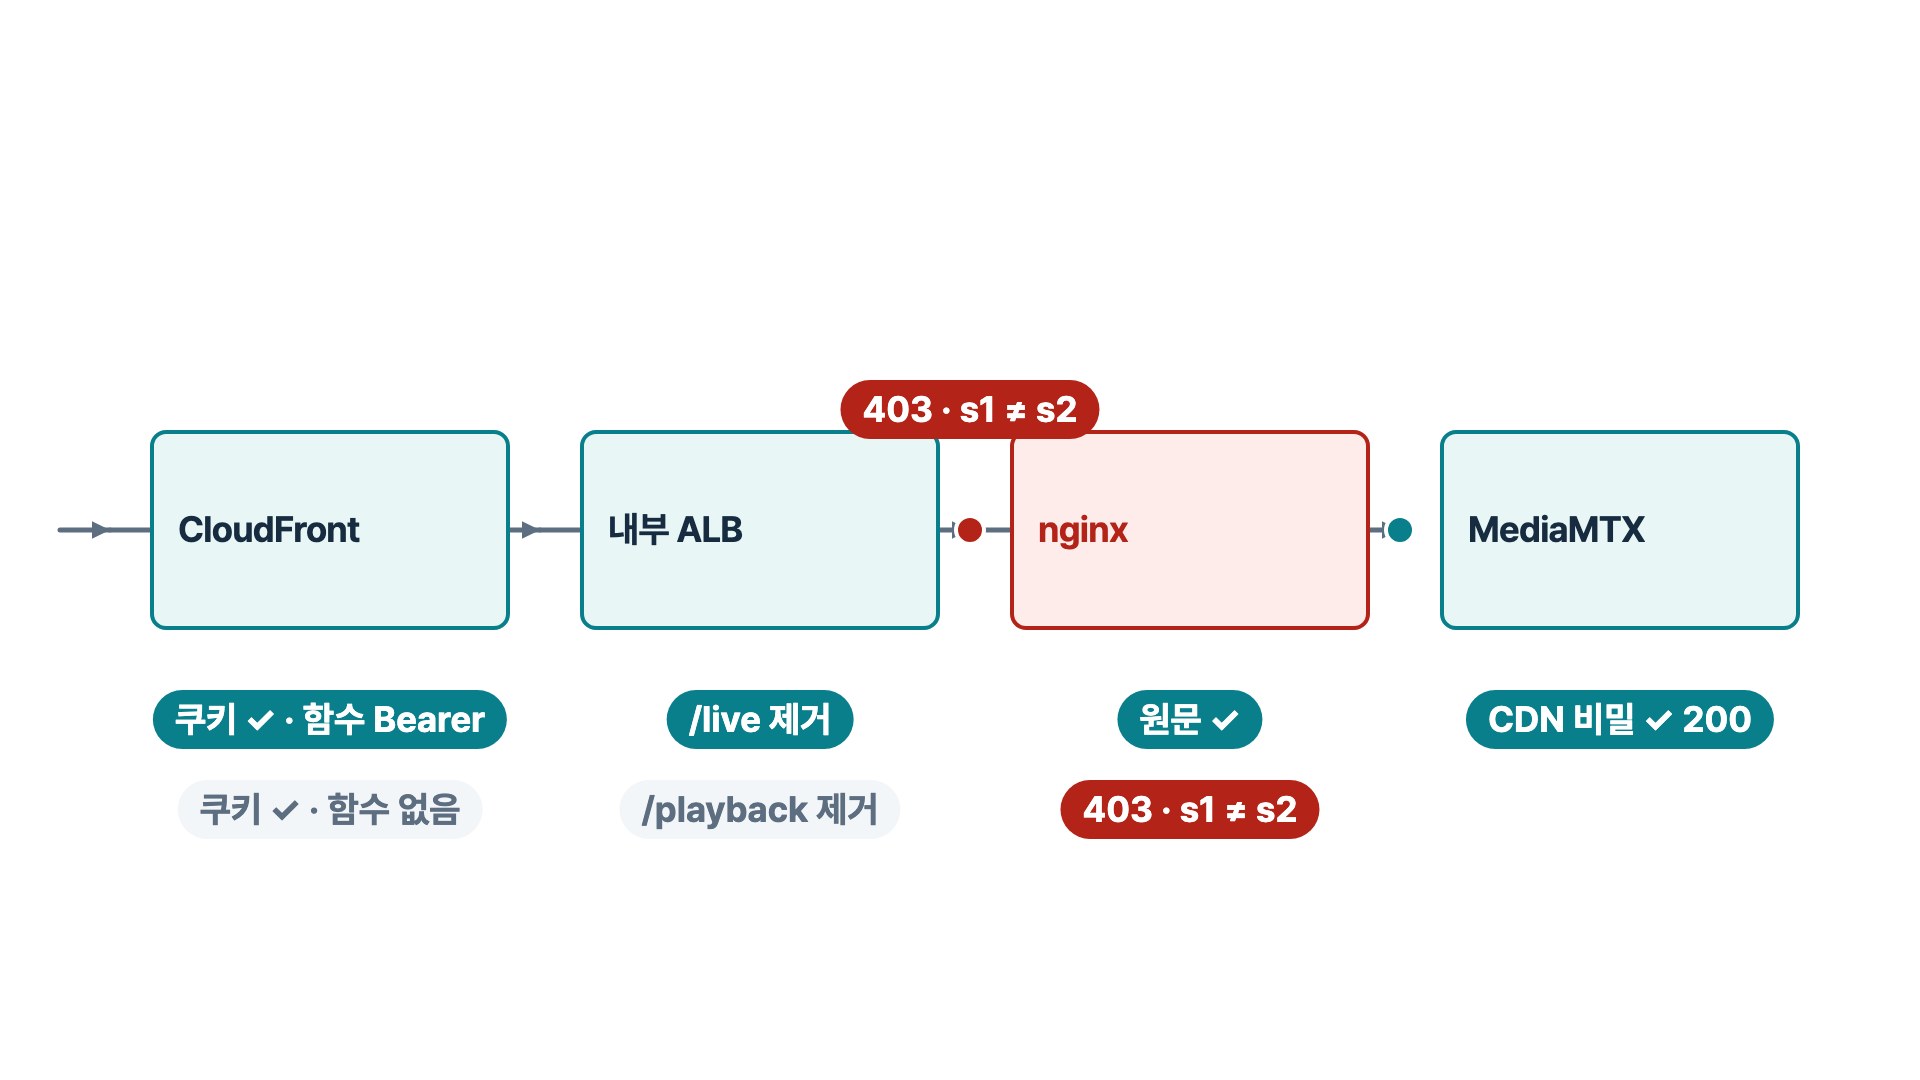 403 · s1 ≠ s2
CloudFront
내부 ALB
nginx
MediaMTX
쿠키 ✓ · 함수 Bearer
/live 제거
원문 ✓
CDN 비밀 ✓ 200
쿠키 ✓ · 함수 없음
/playback 제거
403 · s1 ≠ s2